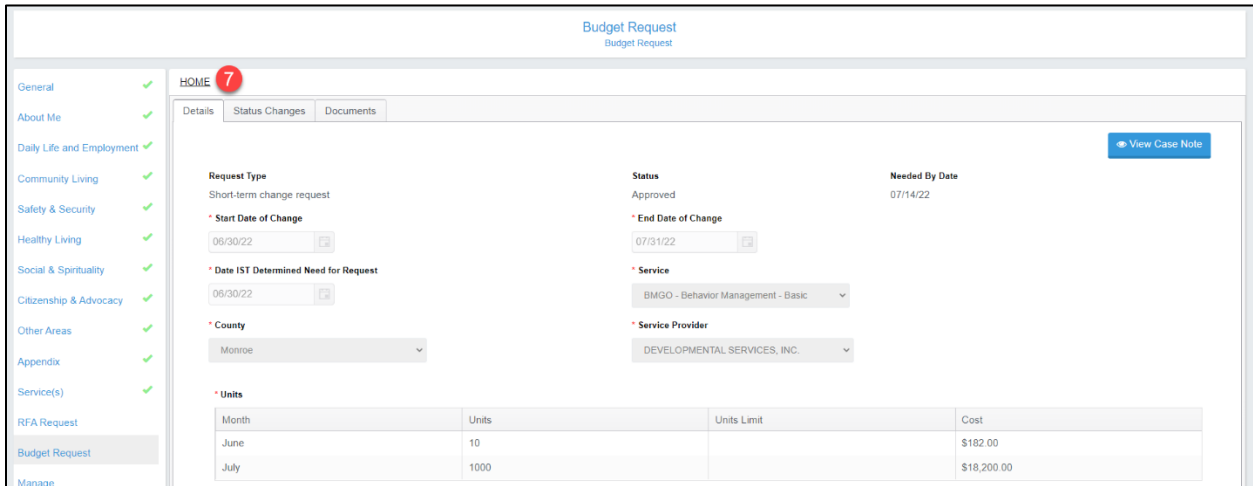 Budget Request
Budget Request
General
About Me
Daily Life and Employment
Community Living
Safety & Security
Healthy Living
Social & Spirituality
Citizenship & Advocacy
Other Areas
Appendix
Service(s)
RFA Request
Budget Request
Manage
HOME 7
Details Status Changes Documents
View Case Note
Request Type Status Needed By Date
Short-term change request Approved 07/14/22
* Start Date of Change * End Date of Change
06/30/22 07/31/22
* Date IST Determined Need for Request * Service
06/30/22 BMGO - Behavior Management - Basic
* County * Service Provider
Monroe DEVELOPMENTAL SERVICES, INC.
* Units
Month Units Units Limit Cost
June 10 $182.00
July 1000 $18,200.00